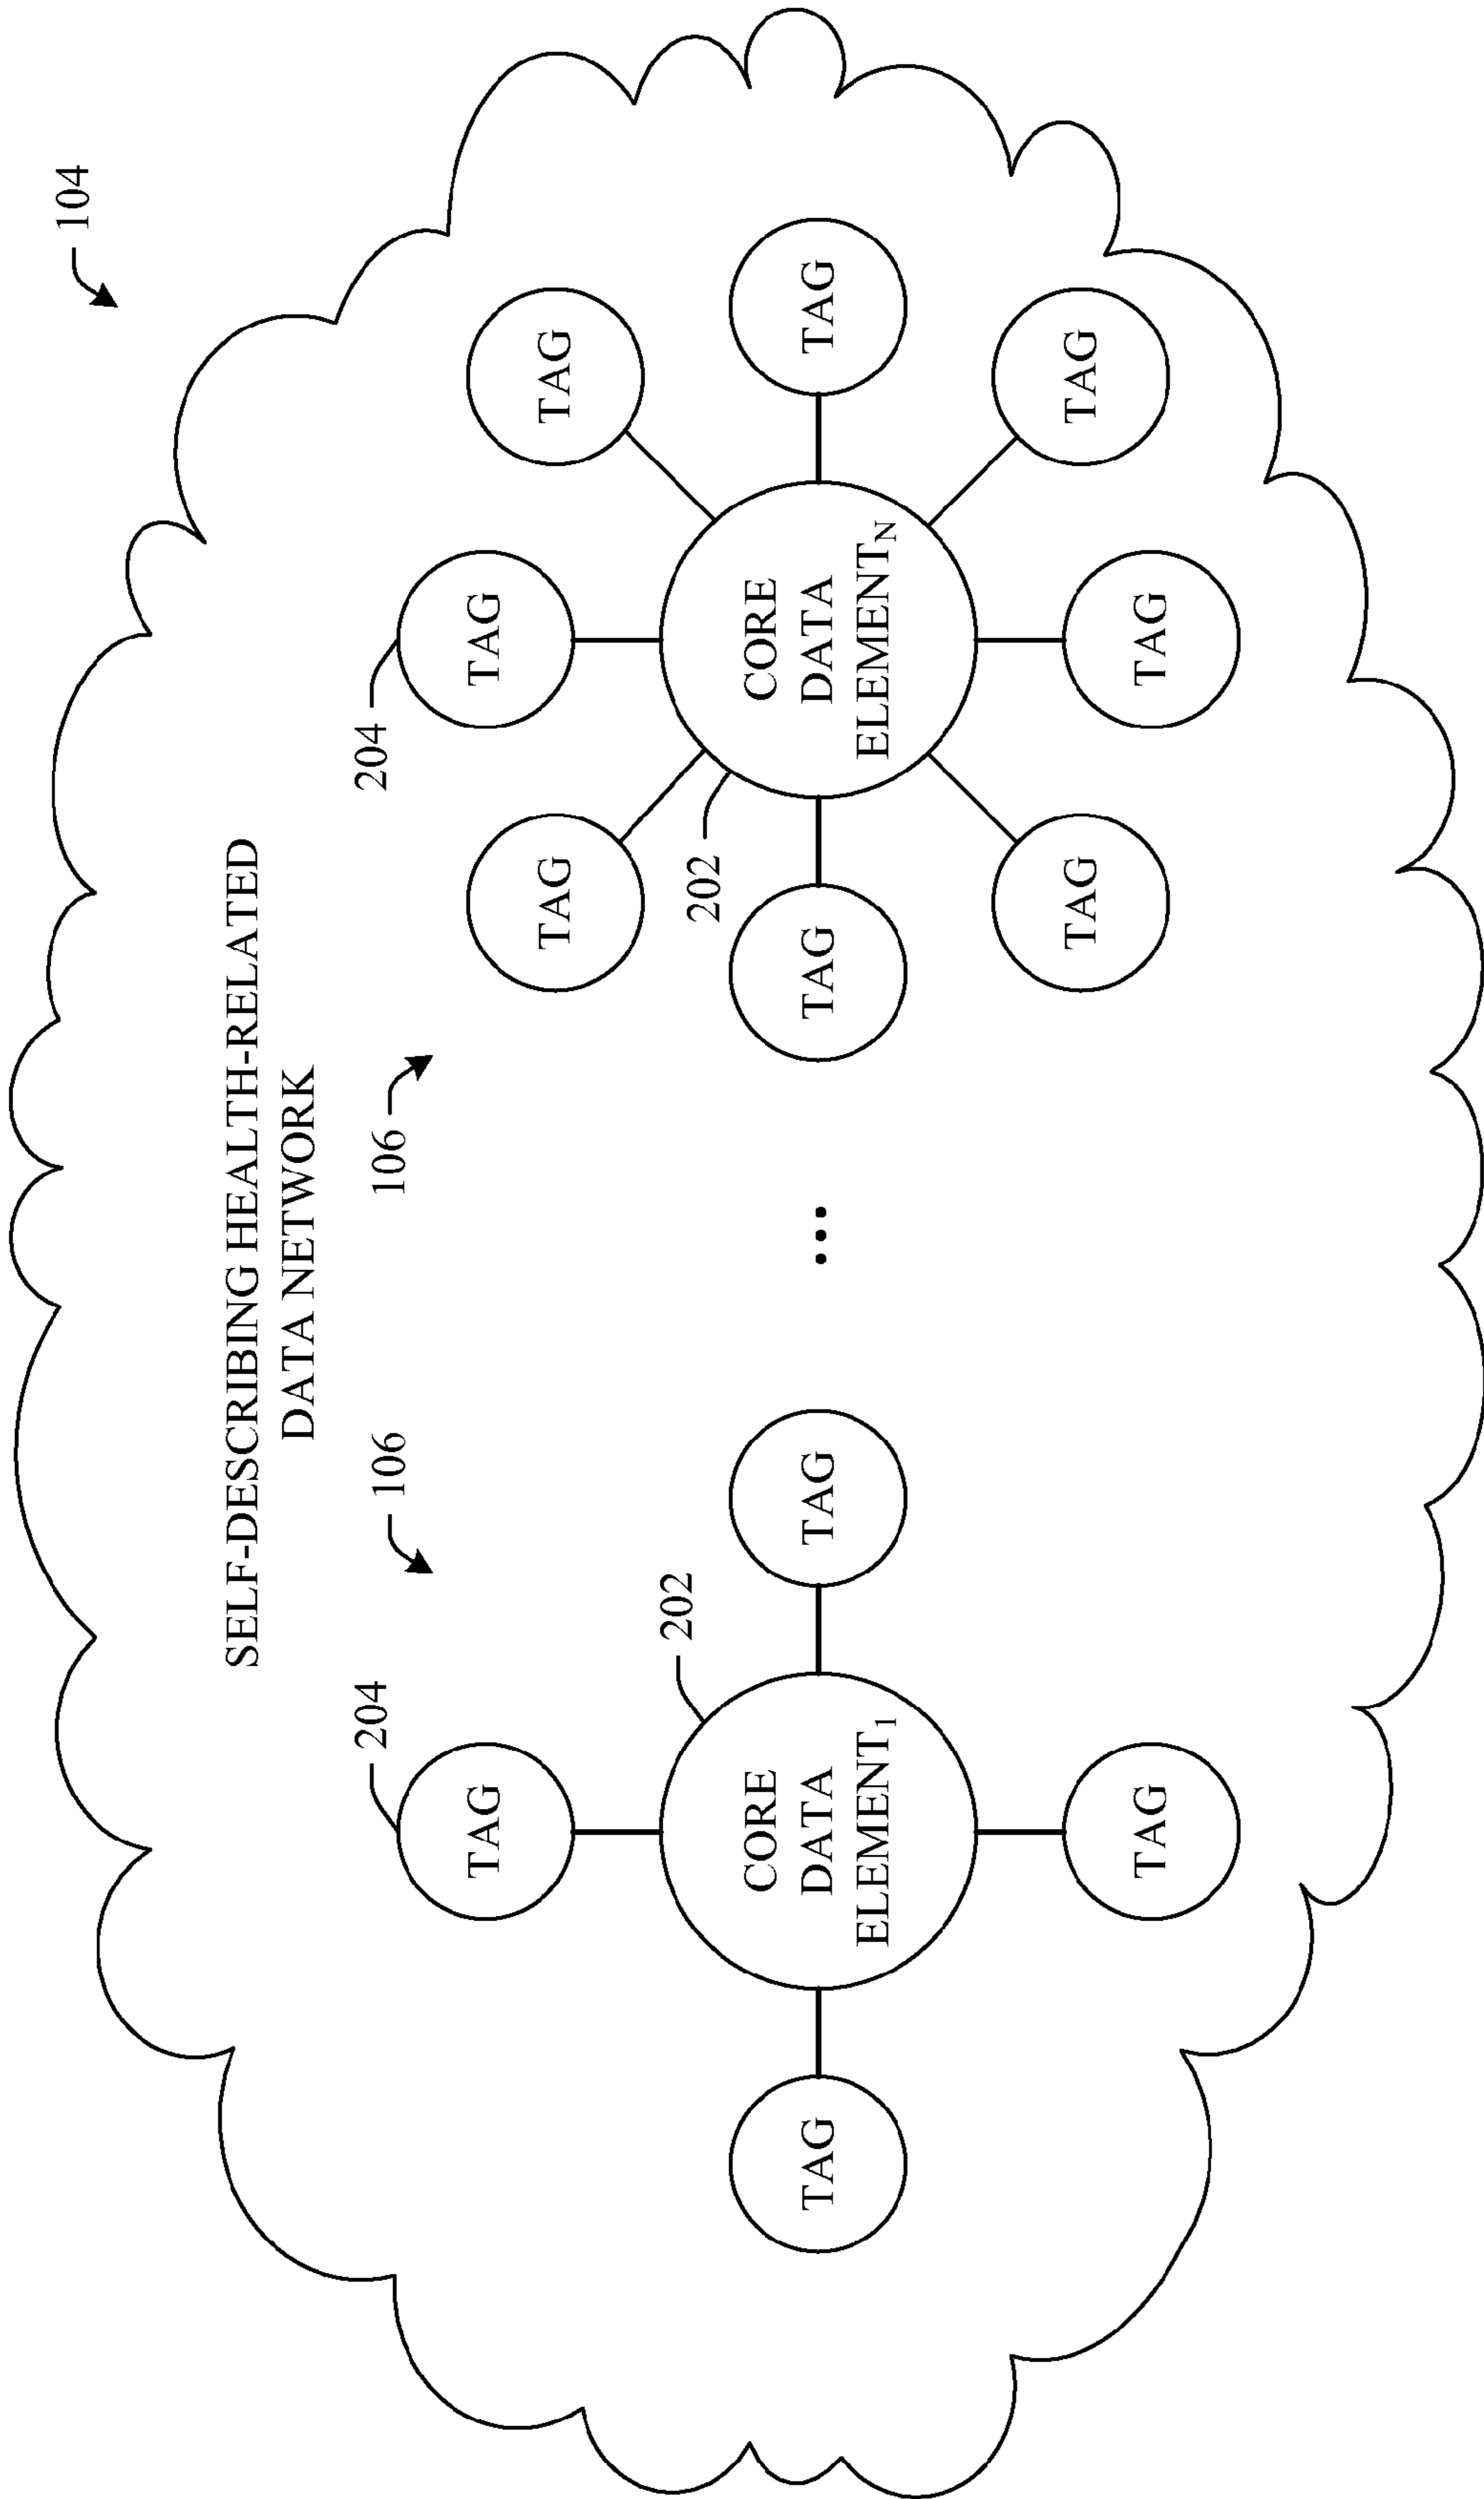 104
SELF-DESCRIBING HEALTH-RELATED
DATA NETWORK
106
106
204
204
TAG
TAG
TAG
TAG
202
202
TAG
CORE
DATA
ELEMENT1
TAG
...
TAG
CORE
DATA
ELEMENTN
TAG
TAG
TAG
TAG
TAG